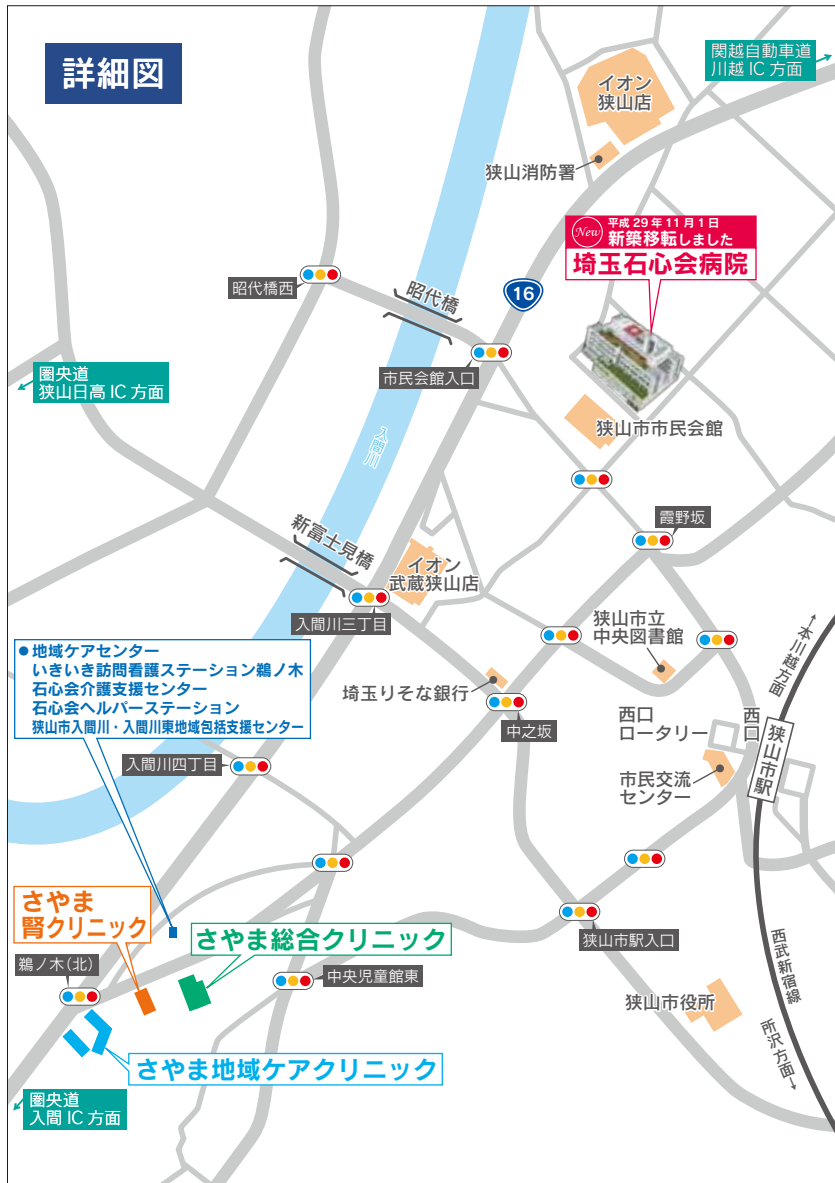 詳細図
関越自動車道
川越 IC 方面
イオン
狭山店
狭山消防署
New
平成 29 年 11 月 1 日
新築移転しました
埼玉石心会病院
昭代橋西
昭代橋
16
市民会館入口
圏央道
狭山日高 IC 方面
入間川
狭山市市民会館
霞野坂
新富士見橋
イオン
武蔵狭山店
入間川三丁目
狭山市立
中央図書館
本川越方面
●地域ケアセンター
いきいき訪問看護ステーション鵜ノ木
石心会介護支援センター
石心会ヘルパーステーション
狭山市入間川・入間川東地域包括支援センター
埼玉りそな銀行
中之坂
西口
ロータリー
西口
狭山市駅
入間川四丁目
市民交流
センター
さやま
腎クリニック
さやま総合クリニック
狭山市駅入口
鵜ノ木(北)
中央児童館東
西武新宿線
狭山市役所
所沢方面
さやま地域ケアクリニック
圏央道
入間 IC 方面